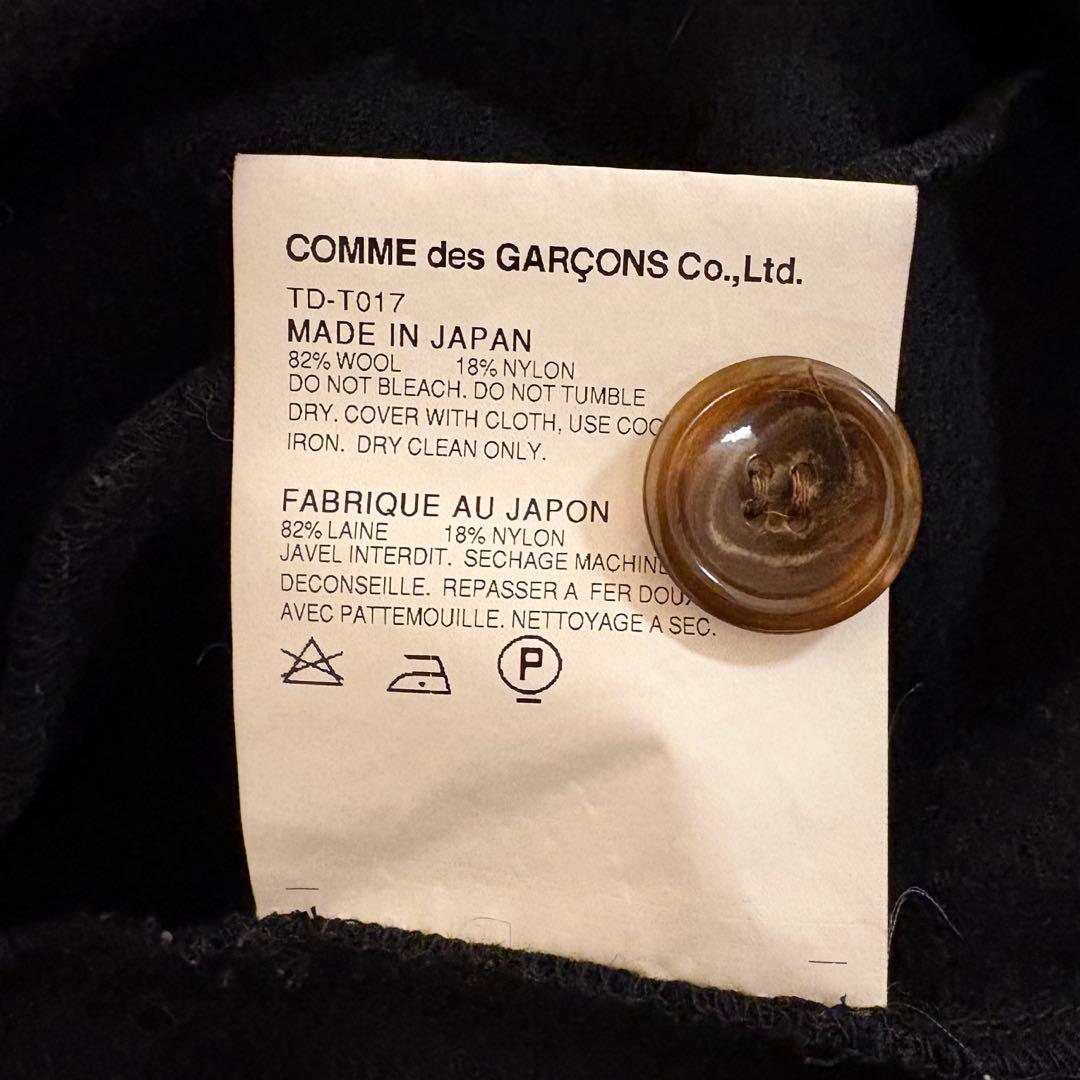 COMME des GARÇONS Co.,Ltd.
TD-T017
MADE IN JAPAN
82% WOOL 18% NYLON
DO NOT BLEACH. DO NOT TUMBLE
DRY. COVER WITH CLOTH, USE
IRON. DRY CLEAN ONLY.
FABRIQUE AU JAPON
82% LAINE 18% NYLON
JAVEL INTERDIT. SECHAGE MACHINE
DECONSEILLE. REPASSER A FER DOUX
AVEC PATTEMOUILLE. NETTOYAGE A SEC.
P